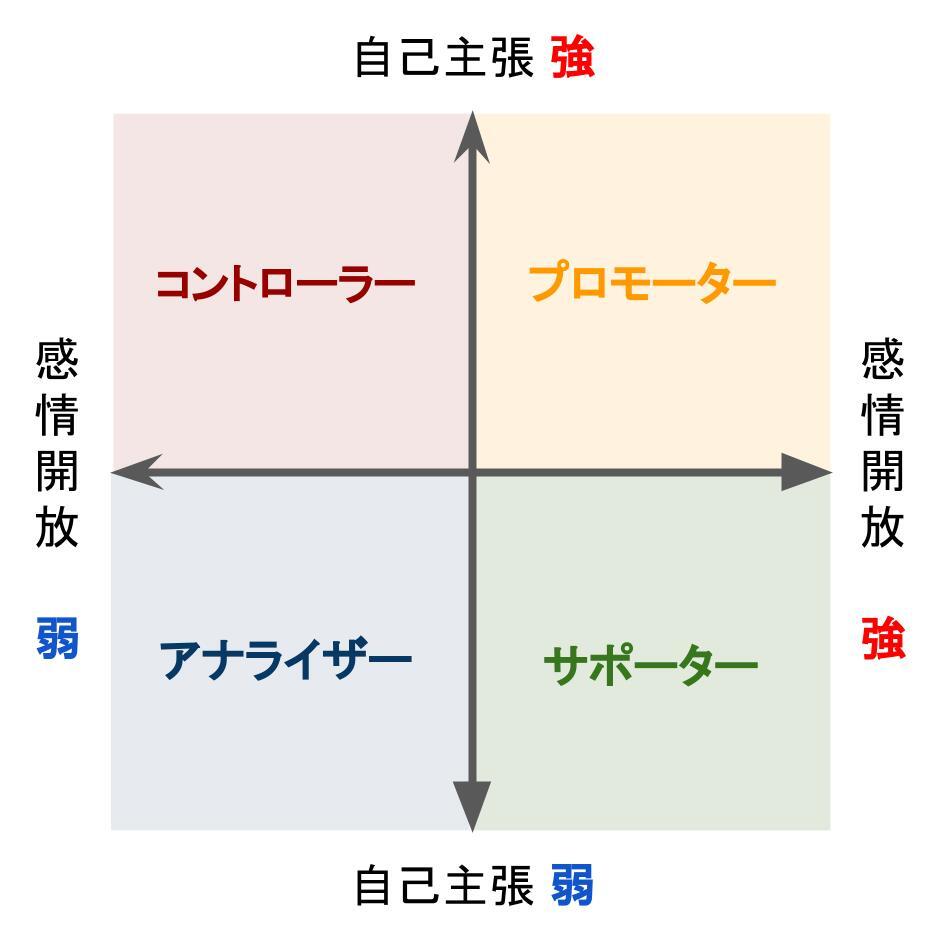 自己主張 強
コントローラー
プロモーター
感情開放 弱
感情開放 強
アナライザー
サポーター
自己主張 弱